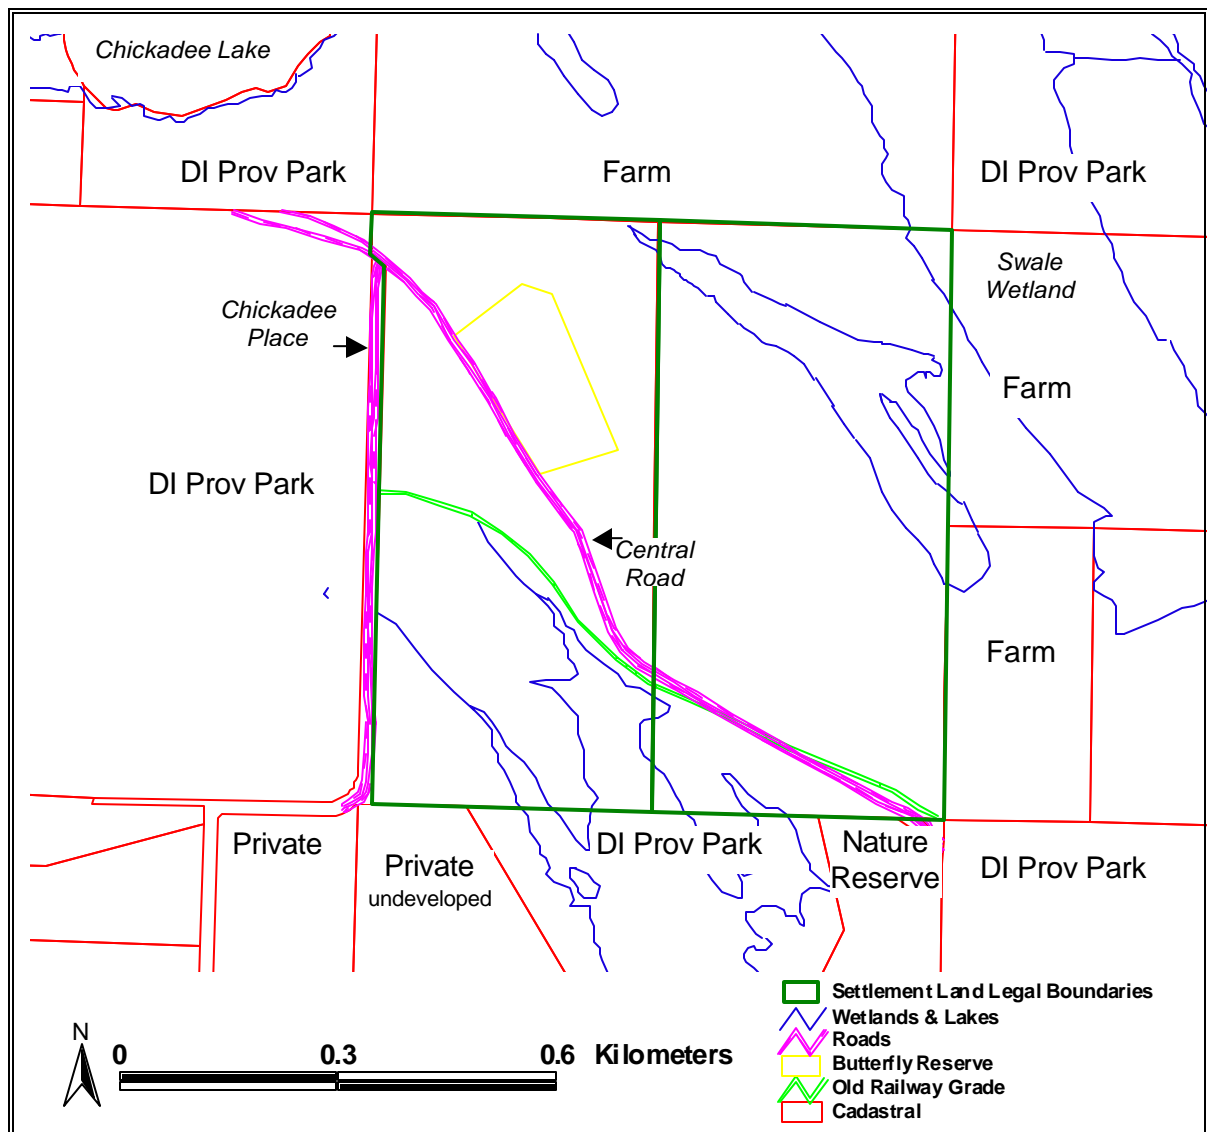 Chickadee Lake
DI Prov Park
Farm
DI Prov Park
Swale
Wetland
Chickadee
Place
Farm
DI Prov Park
Central
Road
Farm
Private
DI Prov Park
Nature
Reserve
Private
undeveloped
DI Prov Park
Settlement Land Legal Boundaries
Wetlands & Lakes
Roads
Butterfly Reserve
Old Railway Grade
Cadastral
N
0 0.3 0.6 Kilometers